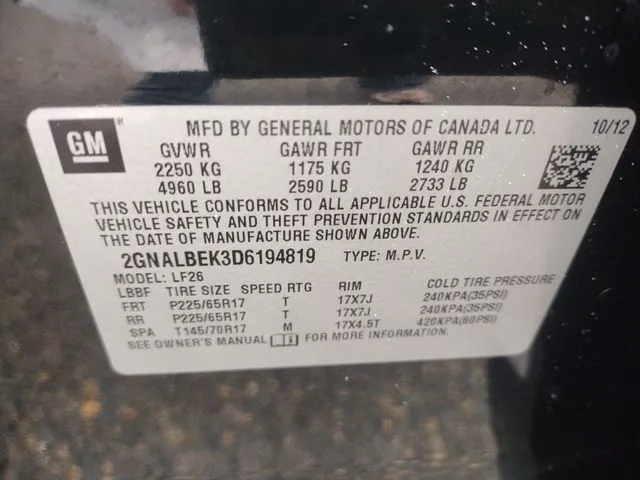 GM ® MFD BY GENERAL MOTORS OF CANADA LTD. 10/12
GVWR GAWR FRT GAWR RR
2250 KG 1175 KG 1240 KG
4960 LB 2590 LB 2733 LB
THIS VEHICLE CONFORMS TO ALL APPLICABLE U.S. FEDERAL MOTOR
VEHICLE SAFETY AND THEFT PREVENTION STANDARDS IN EFFECT ON
THE DATE OF MANUFACTURE SHOWN ABOVE.
2GNALBEK3D6194819 TYPE: M.P.V.
MODEL: LF26
LBBF TIRE SIZE SPEED RTG RIM COLD TIRE PRESSURE
FRT P225/65R17 T 17X7J 240KPA(35PSI)
RR P225/65R17 T 17X7J 240KPA(35PSI)
SPA T145/70R17 M 17X4.5T 420KPA(60PSI)
SEE OWNER'S MANUAL FOR MORE INFORMATION.